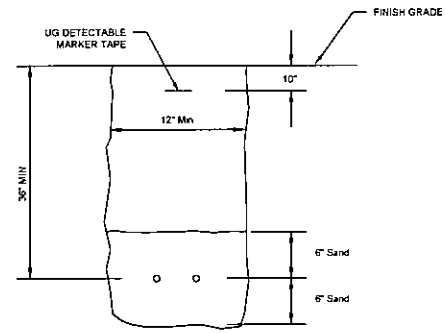 FINISH GRADE
UG DETECTABLE
MARKER TAPE
10"
12" Min
36" MIN
6" Sand
6" Sand